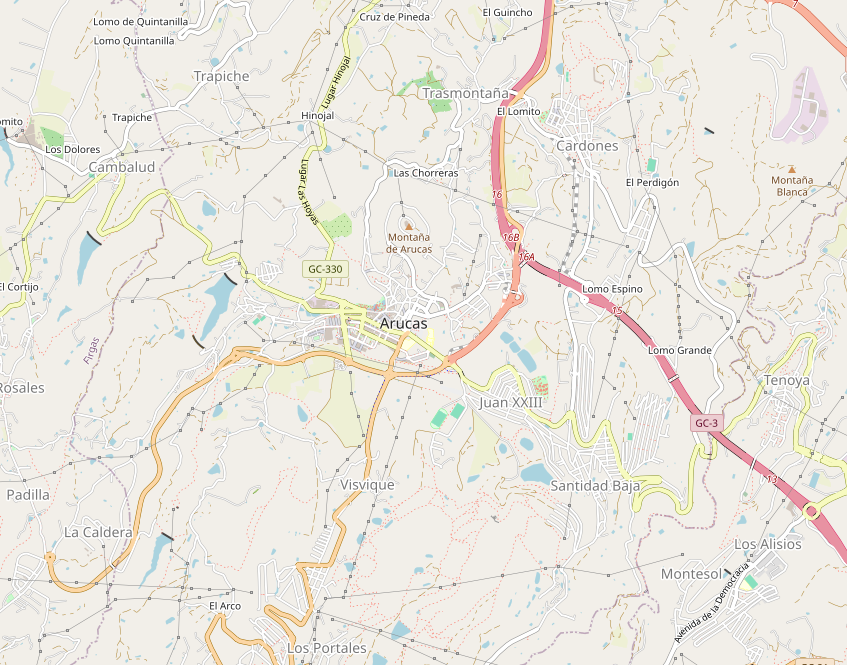 7
El Guincho
Cruz de Pineda
Lomo de Quintanilla
Lomo Quintanilla
Trapiche
Lugar Hinojal
Trasmontaña
El Lomito
Hinojal
Trapiche
omito
Los Dolores
Cambalud
Cardones
Las Chorreras
Lugar Las Hoyas
El Perdigón
Montaña
Blanca
16
Montaña
de Arucas
16B
16A
GC-330
El Cortijo
Lomo Espino
15
Arucas
Firgas
Lomo Grande
Rosales
Tenoya
Juan XXIII
GC-3
Visvique
Santidad Baja
13
Padilla
La Caldera
Los Alisios
Montesol
Avenida de la Democracia
El Arco
Los Portales